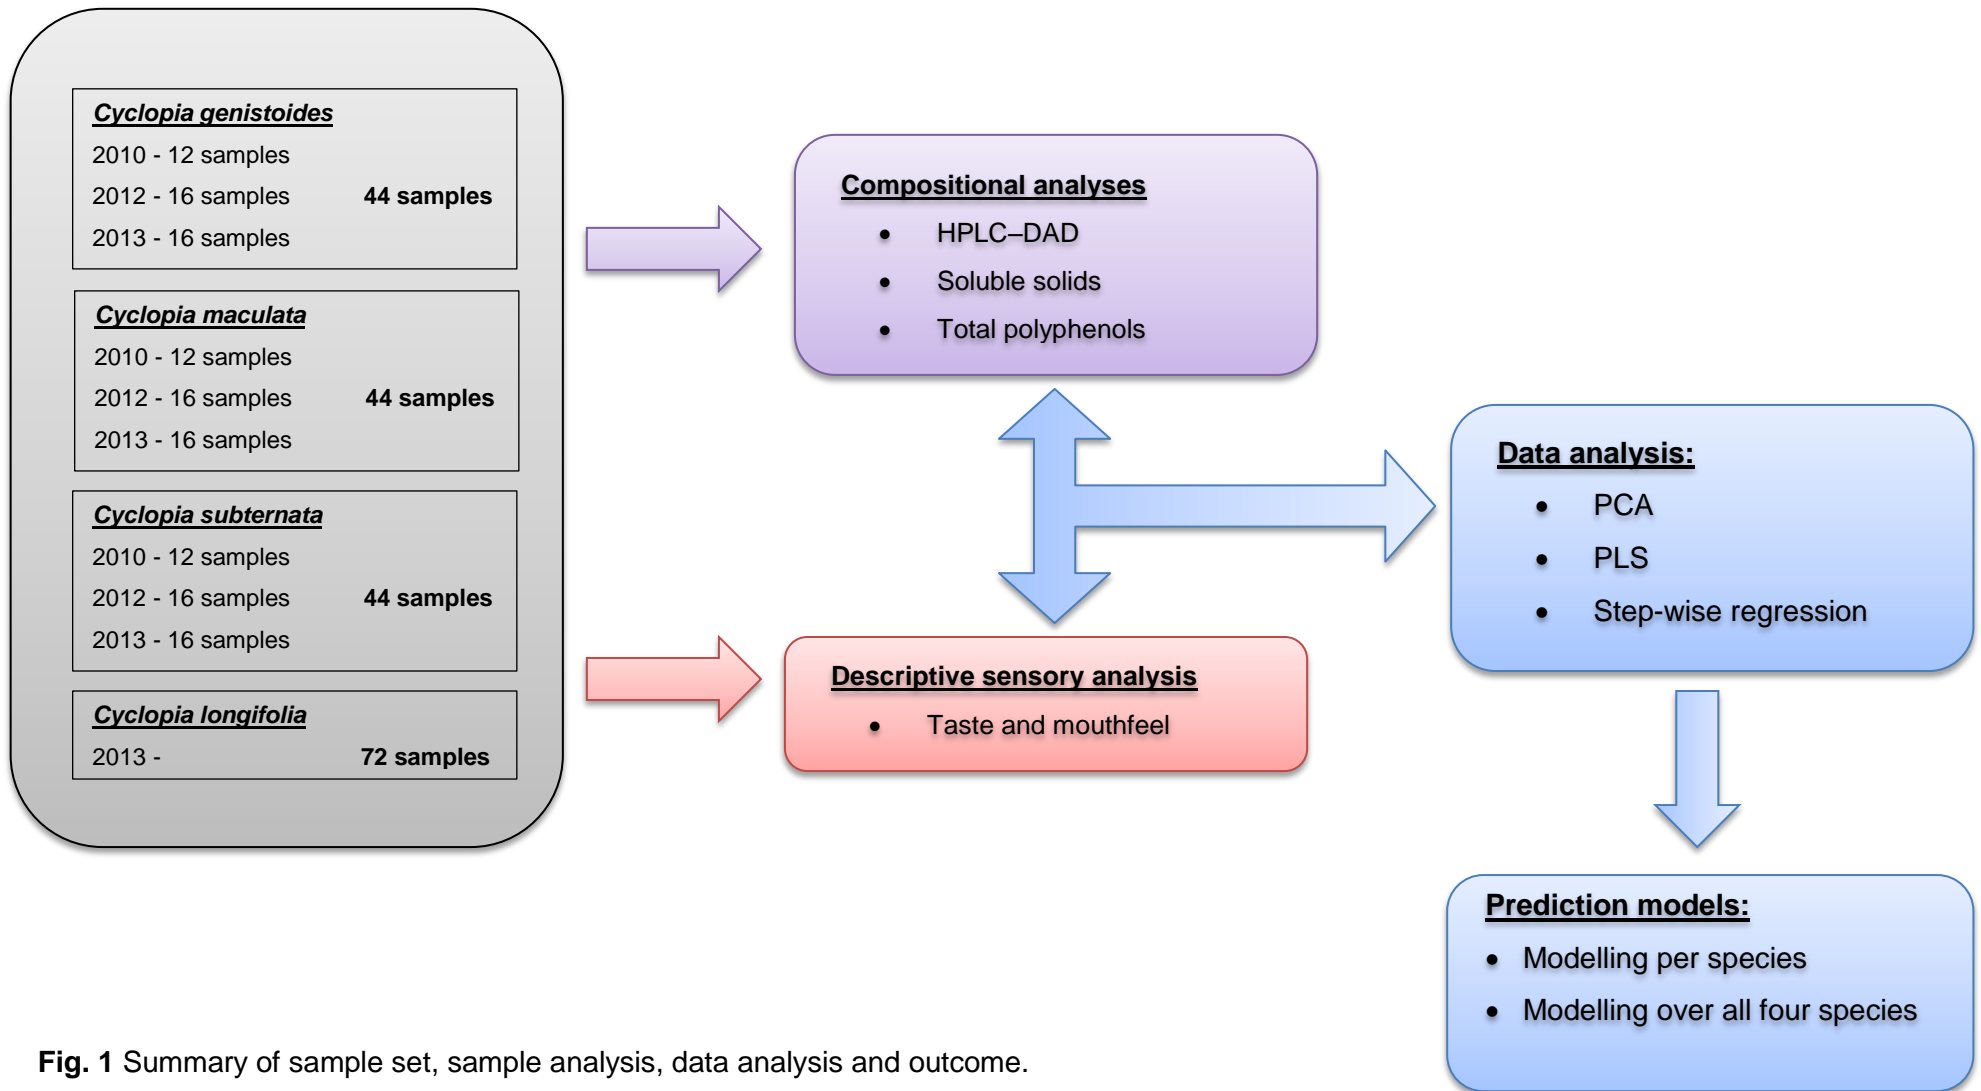 Cyclopia genistoides
2010 - 12 samples
2012 - 16 samples 44 samples
2013 - 16 samples
Cyclopia maculata
2010 - 12 samples
2012 - 16 samples 44 samples
2013 - 16 samples
Cyclopia subternata
2010 - 12 samples
2012 - 16 samples 44 samples
2013 - 16 samples
Cyclopia longifolia
2013 - 72 samples
Compositional analyses
• HPLC–DAD
• Soluble solids
• Total polyphenols
Descriptive sensory analysis
• Taste and mouthfeel
Data analysis:
• PCA
• PLS
• Step-wise regression
Prediction models:
• Modelling per species
• Modelling over all four species
Fig. 1 Summary of sample set, sample analysis, data analysis and outcome.